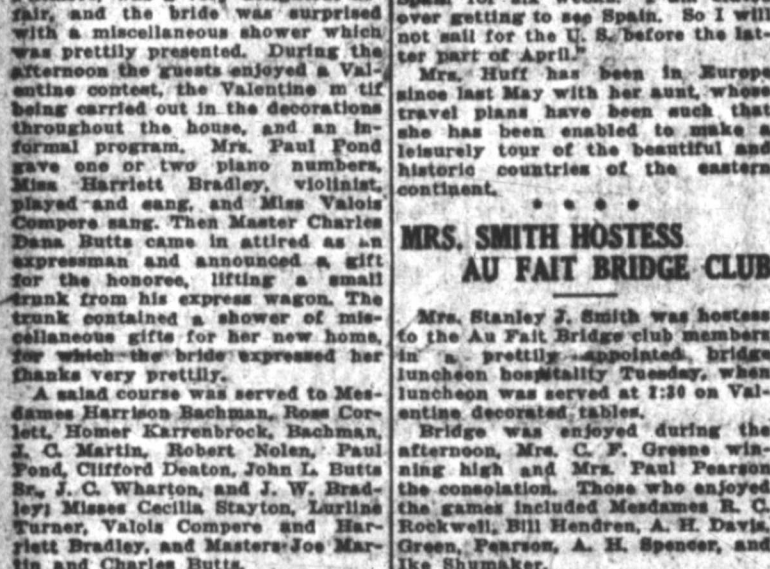 fair, and the bride was surprised
with a miscellaneous shower which
was prettily presented. During the
afternoon the guests enjoyed a Val-
entine contest, the Valentine m tif
being carried out in the decorations
throughout the house, and an in-
formal program. Mrs. Paul Pond
gave one or two piano numbers,
Miss Harriett Bradley, violinist,
played and sang, and Miss Valois
Compere sang. Then Master Charles
Dana Butts came in attired as an
expressman and announced a gift
for the honoree, lifting a small
trunk from his express wagon. The
trunk contained a shower of mis-
cellaneous gifts for her new home,
for which the bride expressed her
thanks very prettily.
A salad course was served to Mes-
dames Harrison Bachman, Ross Cor-
lett, Homer Karrenbrock, Bachman,
J. C. Martin, Robert Nolen, Paul
Pond, Clifford Deaton, John L. Butts
Sr., J. C. Wharton, and J. W. Brad-
ley; Misses Cecilia Stayton, Lurline
Turner, Valois Compere and Har-
riett Bradley, and Masters Joe Mar-
tin and Charles Butts.
over getting to see Spain. So I will
not sail for the U. S. before the lat-
ter part of April."
Mrs. Huff has been in Europe
since last May with her aunt, whose
travel plans have been such that
she has been enabled to make a
leisurely tour of the beautiful and
historic countries of the eastern
continent.
* * * *
MRS. SMITH HOSTESS
AU FAIT BRIDGE CLUB
Mrs. Stanley J. Smith was hostess
to the Au Fait Bridge club members
in a prettily appointed bridge
luncheon hospitality Tuesday, when
luncheon was served at 1:30 on Val-
entine decorated tables.
Bridge was enjoyed during the
afternoon, Mrs. C. F. Greene win-
ning high and Mrs. Paul Pearson
the consolation. Those who enjoyed
the games included Mesdames R. C.
Rockwell, Bill Hendren, A. H. Davis,
Green, Pearson, A. H. Spencer, and
Ike Shumaker.